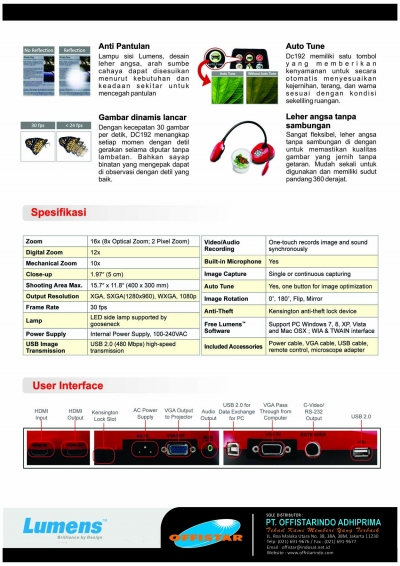 No Reflection
Reflection
Anti Pantulan
Lampu sisi Lumens, desain
leher angsa, arah sumbe
cahaya dapat disesuaikan
menurut kebutuhan dan
keadaan sekitar untuk
mencegah pantulan
30 fps
< 24 fps
Gambar dinamis lancar
Dengan kecepatan 30 gambar
per detik, DC192 menangkap
setiap momen dengan detil
gerakan selama diputar tanpa
lambatan. Bahkan sayap
binatang yang mengepak dapat
di observasi dengan detil yang
baik.
Auto Tune
Without Auto Tune
Auto Tune
Dc192 memiliki satu tombol
yang memberikan
kenyamanan untuk secara
otomatis menyesuaikan
kejernihan, terang, dan warna
sesuai dengan kondisi
sekeliling ruangan.
Leher angsa tanpa
sambungan
Sangat fleksibel, leher angsa
tanpa sambungan di dengan
untuk memastikan kualitas
gambar yang jernih tanpa
getaran. Mudah sekali untuk
digunakan dan memiliki sudut
pandang 360 derajat.
Spesifikasi
Zoom 16x (8x Optical Zoom; 2 Pixel Zoom)
Digital Zoom 12x
Mechanical Zoom 10x
Close-up 1.97" (5 cm)
Shooting Area Max. 15.7" x 11.8" (400 x 300 mm)
Output Resolution XGA, SXGA(1280x960), WXGA, 1080p
Frame Rate 30 fps
Lamp LED side lamp supported by
gooseneck
Power Supply Internal Power Supply, 100-240VAC
USB Image
Transmission
USB 2.0 (480 Mbps) high-speed
transmission
Video/Audio
Recording
One-touch records image and sound
synchronously
Built-in Microphone Yes
Image Capture Single or continuous capturing
Auto Tune Yes, one button for image optimization
Image Rotation 0˚, 180˚, Flip, Mirror
Anti-Theft Kensington anti-theft lock device
Free Lumens™
Software
Support PC Windows 7, 8, XP, Vista
and Mac OSX ; WIA & TWAIN interface
Included Accessories Power cable, VGA cable, USB cable,
remote control, microscope adapter
User Interface
HDMI
Input
HDMI
Output
Kensington
Lock Slot
AC Power
Supply
VGA Output
to Projector
Audio
Output
USB 2.0 for
Data Exchange
for PC
VGA Pass
Through from
Computer
C-Video/
RS-232
Output
USB 2.0
Lumens™
Brilliance by Design
OFFISTAR
SOLE DISTRIBUTOR :
PT. OFFISTARINDO ADHIPRIMA
Tekad Kami Memberi Yang Terbaik
JL. Roa Malaka Utara No. 38, 38A, 38M, Jakarta 11230
Telp: (021) 691-9676 / Fax : (021) 691-9677
Email : offistar@indosat.net.id
Website : www.offistarindo.com